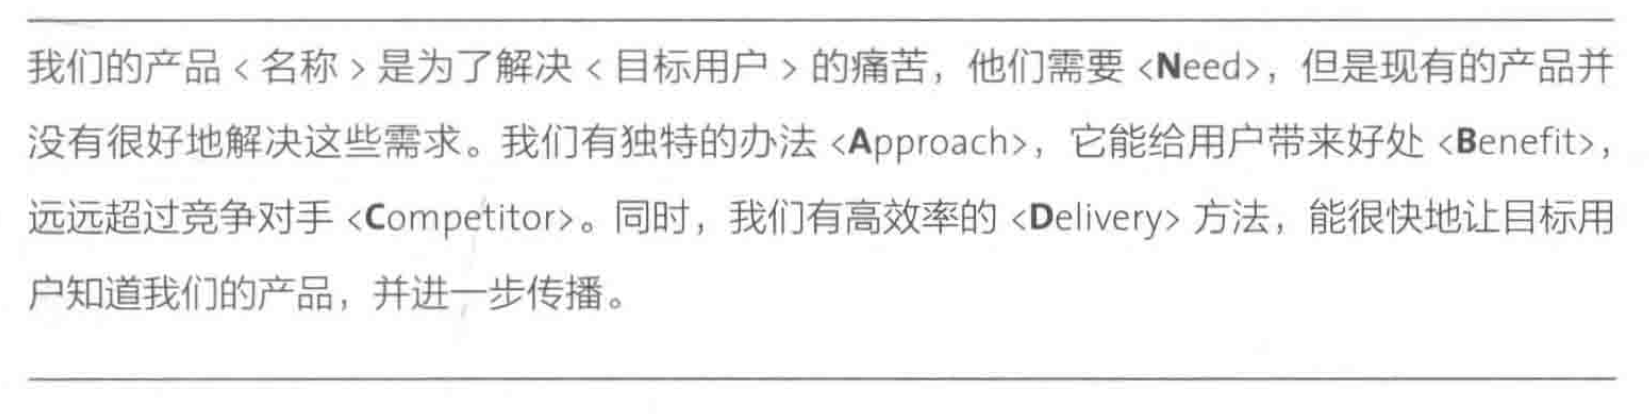 我们的产品 < 名称 > 是为了解决 < 目标用户 > 的痛苦，他们需要 <Need>，但是现有的产品并
没有很好地解决这些需求。我们有独特的办法 <Approach>，它能给用户带来好处 <Benefit>，
远远超过竞争对手 <Competitor>。同时，我们有高效率的 <Delivery> 方法，能很快地让目标用
户知道我们的产品，并进一步传播。